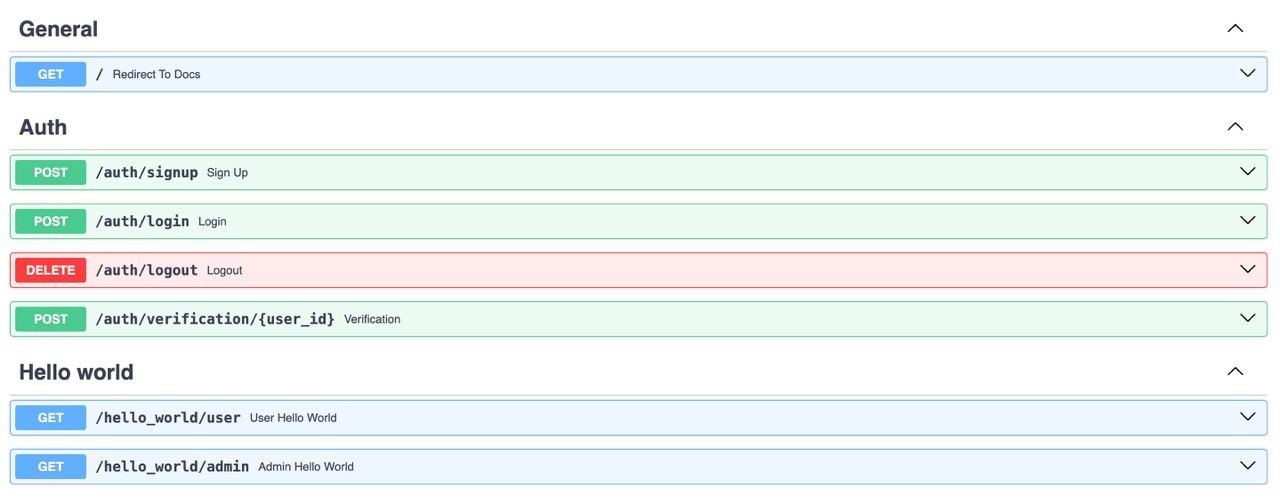 General
GET / Redirect To Docs
Auth
POST /auth/signup Sign Up
POST /auth/login Login
DELETE /auth/logout Logout
POST /auth/verification/{user_id} Verification
Hello world
GET /hello_world/user User Hello World
GET /hello_world/admin Admin Hello World